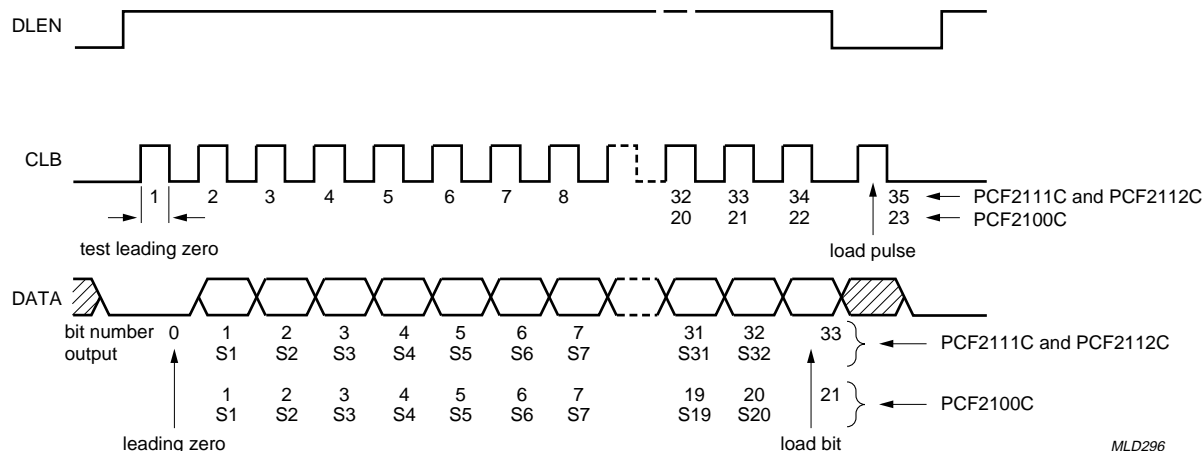 DLEN
CLB
1 2 3 4 5 6 7 8 32 33 34 35 PCF2111C and PCF2112C
20 21 22 23 PCF2100C
test leading zero load pulse
DATA
bit number 0 1 2 3 4 5 6 7 31 32 33
output S1 S2 S3 S4 S5 S6 S7 S31 S32 PCF2111C and PCF2112C
1 2 3 4 5 6 7 19 20 21
S1 S2 S3 S4 S5 S6 S7 S19 S20 PCF2100C
leading zero load bit MLD296